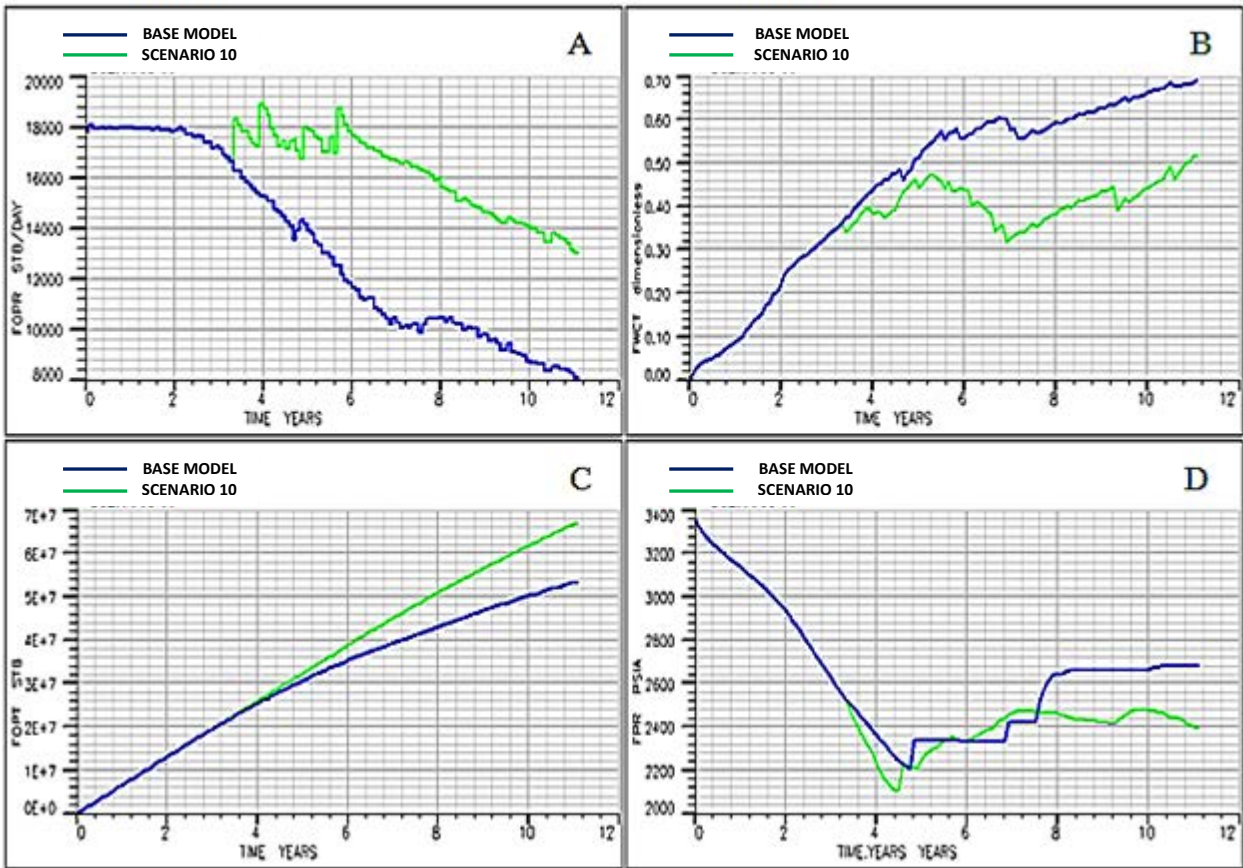 BASE MODEL
SCENARIO 10
A
20000
18000
16000
14000
12000
10000
8000
FOPR STB/DAY
0 2 4 6 8 10 12
TIME YEARS
BASE MODEL
SCENARIO 10
B
0.70
0.60
0.50
0.40
0.30
0.20
0.10
0.00
FWCT dimensionless
0 2 4 6 8 10 12
TIME YEARS
BASE MODEL
SCENARIO 10
C
7E+7
6E+7
5E+7
4E+7
3E+7
2E+7
1E+7
0E+0
FOPT STB
0 2 4 6 8 10 12
TIME YEARS
BASE MODEL
SCENARIO 10
D
3400
3200
3000
2800
2600
2400
2200
2000
FPR PSIA
0 2 4 6 8 10 12
TIME,YEARS YEARS